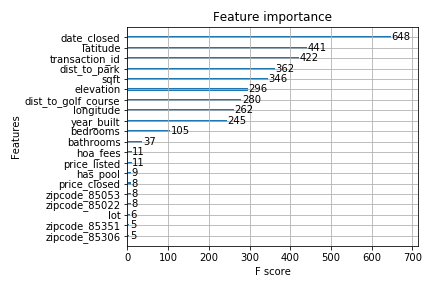 Feature importance
date_closed 648
latitude 441
transaction_id 422
dist_to_park 362
sqft 346
elevation 296
dist_to_golf_course 280
longitude 262
year_built 245
bedrooms 105
bathrooms 37
hoa_fees 11
price_listed 11
has_pool 9
price_closed 8
zipcode_85053 8
zipcode_85022 8
lot 6
zipcode_85351 5
zipcode_85306 5
Features
0 100 200 300 400 500 600 700
F score